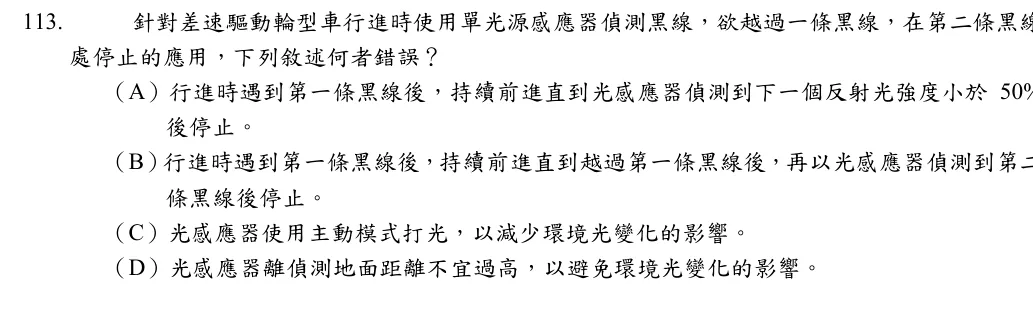 113. 針對差速驅動輪型車行進時使用單光源感應器偵測黑線，欲越過一條黑線，在第二條黑線
處停止的應用，下列敘述何者錯誤？
（A）行進時遇到第一條黑線後，持續前進直到光感應器偵測到下一個反射光強度小於 50%
後停止。
（B）行進時遇到第一條黑線後，持續前進直到越過第一條黑線後，再以光感應器偵測到第二
條黑線後停止。
（C）光感應器使用主動模式打光，以減少環境光變化的影響。
（D）光感應器離偵測地面距離不宜過高，以避免環境光變化的影響。